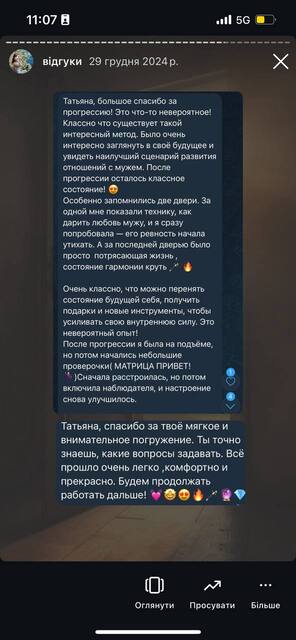 11:07
5G
відгуки 29 грудня 2024 р.
Татьяна, большое спасибо за
прогрессию! Это что-то невероятное!
Классно что существует такой
интересный метод. Было очень
интересно заглянуть в своё будущее и
увидеть наилучший сценарий развития
отношений с мужем. После
прогрессии осталось классное
состояние! 😍
Особенно запомнились две двери. За
одной мне показали технику, как
дарить любовь мужу, и я сразу
попробовала — его ревность начала
утихать. А за последней дверью было
просто потрясающая жизнь ,
состояние гармонии круть 🪄 🔥
Очень классно, что можно перенять
состояние будущей себя, получить
подарки и новые инструменты, чтобы
усиливать свою внутреннюю силу. Это
невероятный опыт!
После прогрессии я была на подъёме,
но потом начались небольшие
проверочки( МАТРИЦА ПРИВЕТ!
)Сначала расстроилась, но потом
включила наблюдателя, и настроение
снова улучшилось.
1
4
Татьяна, спасибо за твоё мягкое и
внимательное погружение. Ты точно
знаешь, какие вопросы задавать. Всё
прошло очень легко ,комфортно и
прекрасно. Будем продолжать
работать дальше! 💓🤩😍🔥🪄🔮💎
Оглянути Просувати Більше